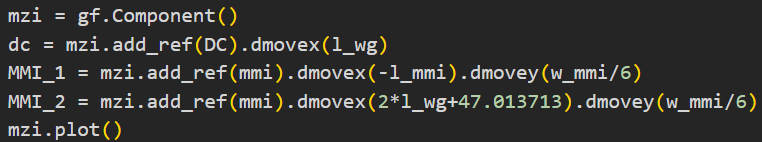 mzi = gf.Component()
dc = mzi.add_ref(DC).dmovex(l_wg)
MMI_1 = mzi.add_ref(mmi).dmovex(-l_mmi).dmovey(w_mmi/6)
MMI_2 = mzi.add_ref(mmi).dmovex(2*l_wg+47.013713).dmovey(w_mmi/6)
mzi.plot()